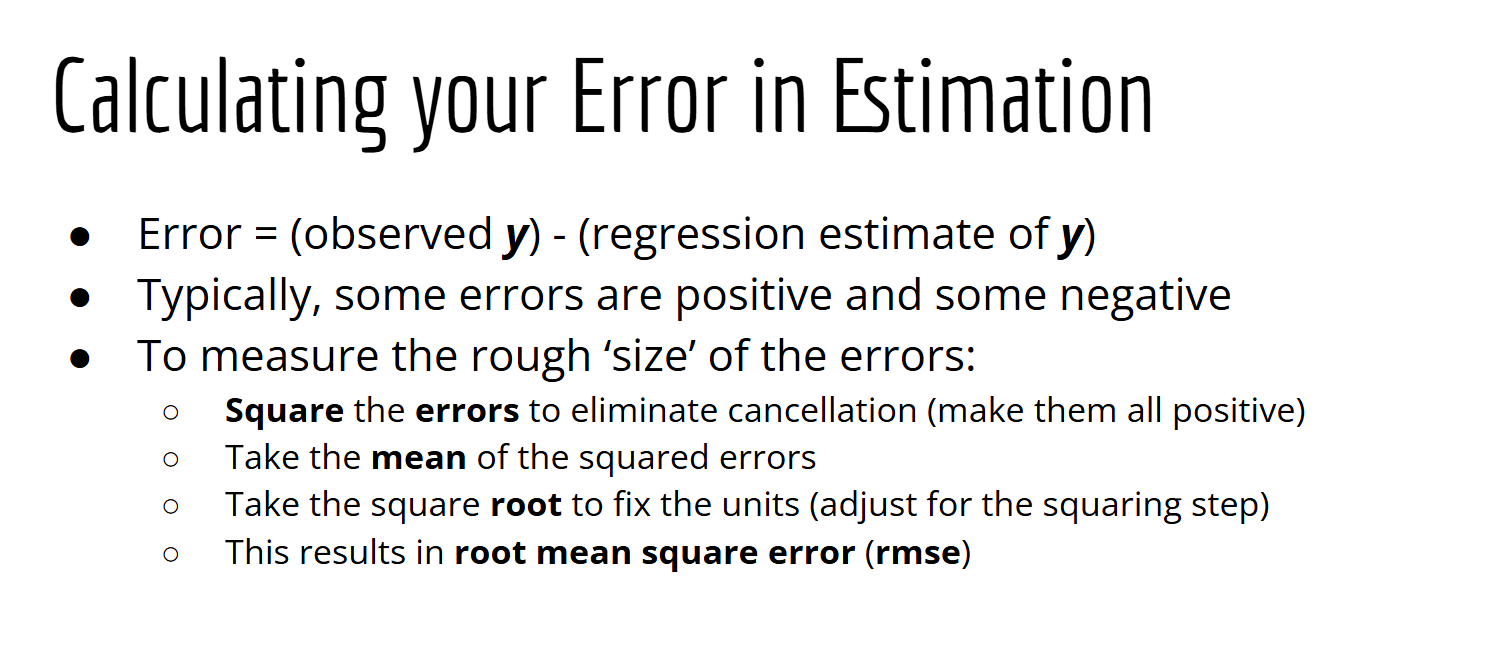 Calculating your Error in Estimation
● Error = (observed y) - (regression estimate of y)
● Typically, some errors are positive and some negative
● To measure the rough ‘size’ of the errors:
○ Square the errors to eliminate cancellation (make them all positive)
○ Take the mean of the squared errors
○ Take the square root to fix the units (adjust for the squaring step)
○ This results in root mean square error (rmse)